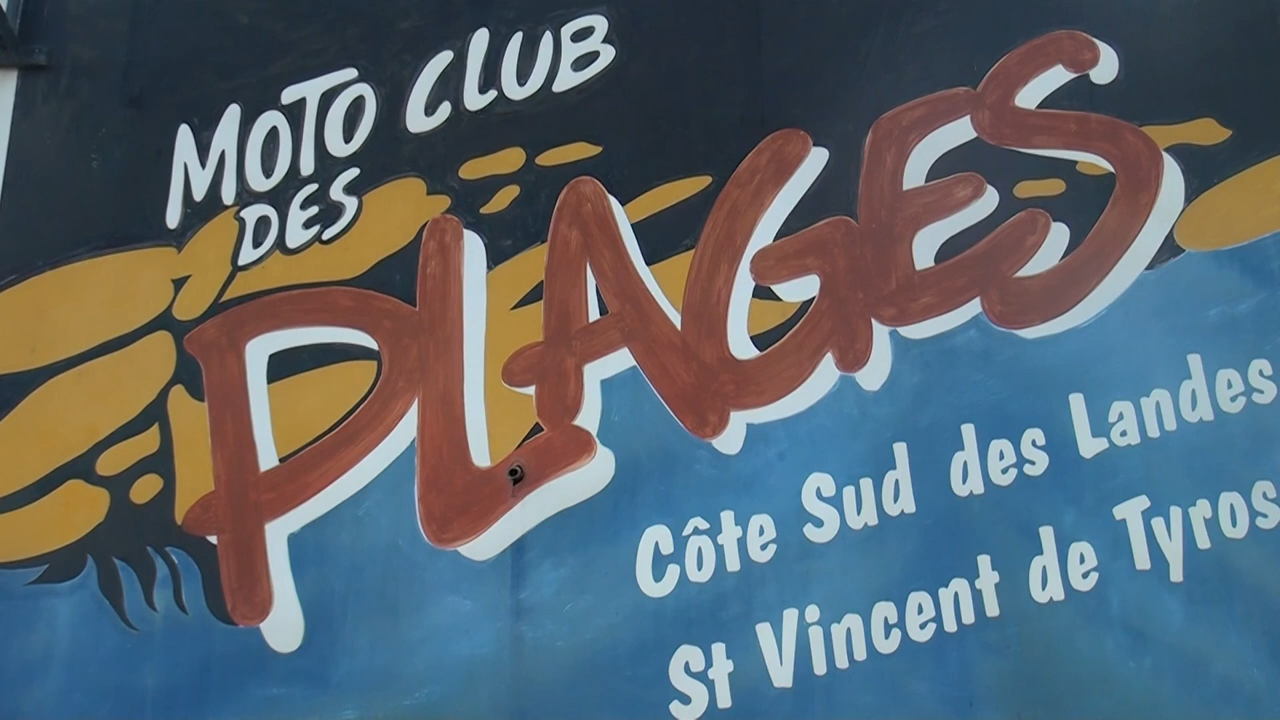 MOTO CLUB
DES
PLAGES
Côte Sud des Landes
St Vincent de Tyros